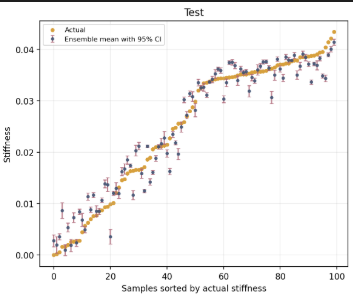 Test
Actual
Ensemble mean with 95% CI
0.04
0.03
0.02
0.01
0.00
Stiffness
0
20
40
60
80
100
Samples sorted by actual stiffness